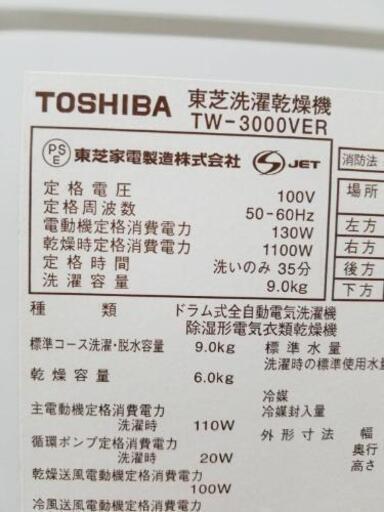 TOSHIBA 東芝洗濯乾燥機
TW-3000VER
PSE 東芝家電製造株式会社 S JET
定格電圧 100V
定格周波数 50-60Hz
電動機定格消費電力 130W
乾燥時定格消費電力 1100W
定格時間 洗いのみ 35分
洗濯容量 9.0kg
消防法
場所
左方
右方
後方
下方
種類 ドラム式全自動電気洗濯機
除湿形電気衣類乾燥機
標準コース洗濯・脱水容量 9.0kg
乾燥容量 6.0kg
主電動機定格消費電力
洗濯時 110W
循環ポンプ定格消費電力
洗濯時 20W
乾燥送風電動機定格消費電力
100W
冷風送風電動機定格消費電力
標準水量
洗濯時の標準使用水
冷媒
冷媒封入量
外形寸法 幅
奥行
高さ